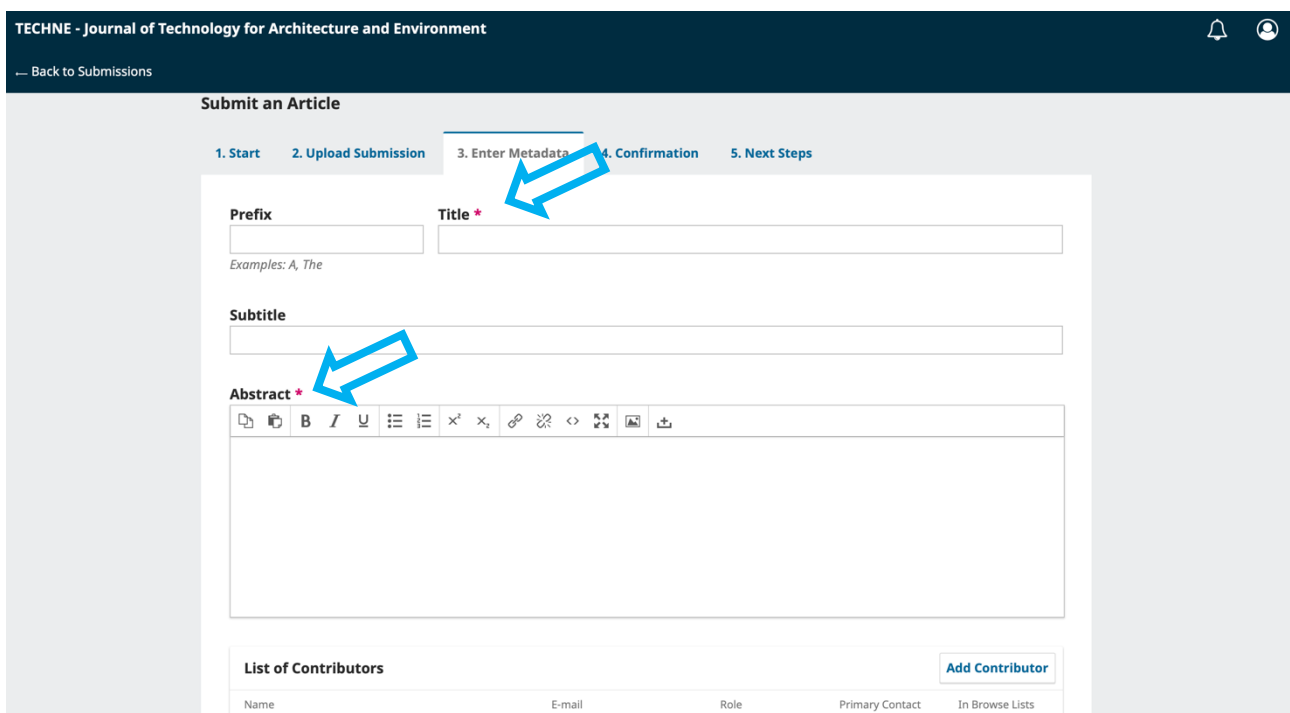 TECHNE - Journal of Technology for Architecture and Environment
← Back to Submissions
Submit an Article
1. Start 2. Upload Submission 3. Enter Metadata 4. Confirmation 5. Next Steps
Prefix Title *
Examples: A, The
Subtitle
Abstract *
List of Contributors Add Contributor
Name E-mail Role Primary Contact In Browse Lists